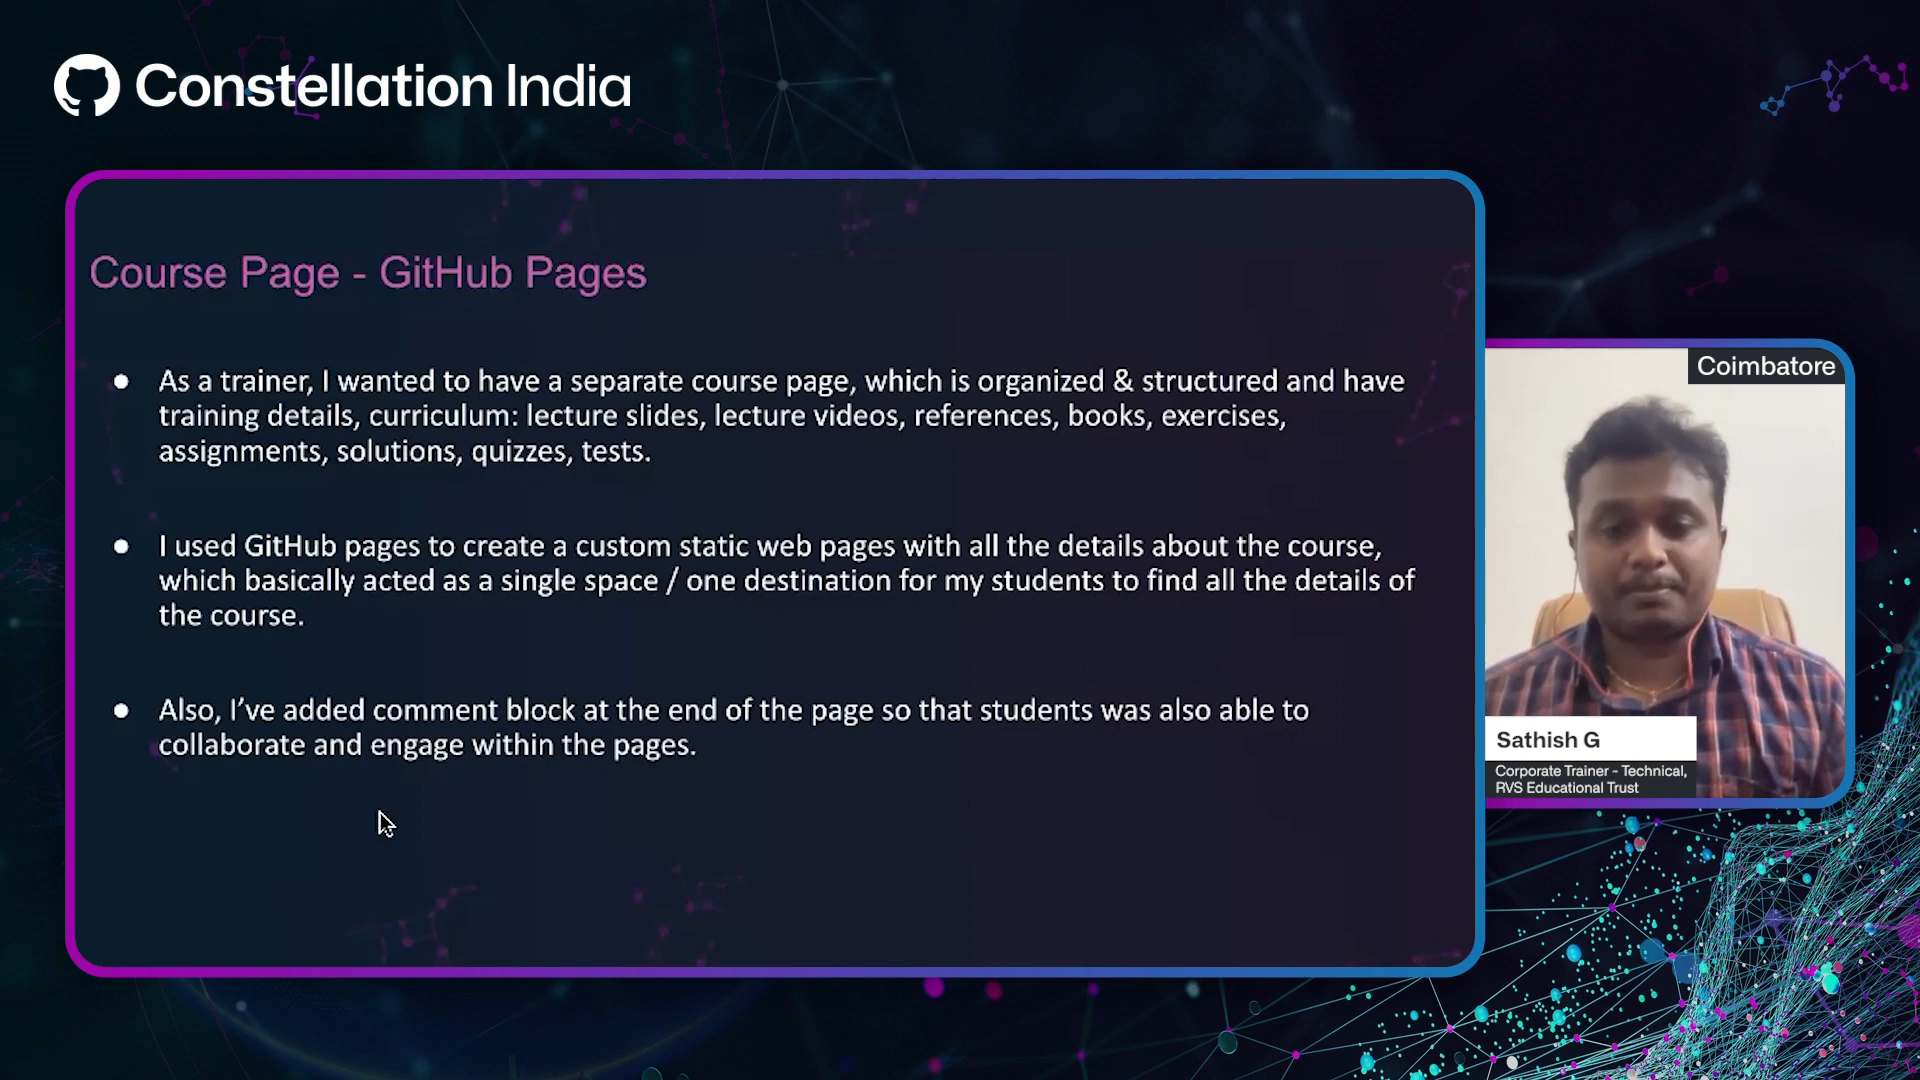 Constellation India
Course Page - GitHub Pages
● As a trainer, I wanted to have a separate course page, which is organized & structured and have
training details, curriculum: lecture slides, lecture videos, references, books, exercises,
assignments, solutions, quizzes, tests.
● I used GitHub pages to create a custom static web pages with all the details about the course,
which basically acted as a single space / one destination for my students to find all the details of
the course.
● Also, I’ve added comment block at the end of the page so that students was also able to
collaborate and engage within the pages.
Coimbatore
Sathish G
Corporate Trainer - Technical,
RVS Educational Trust